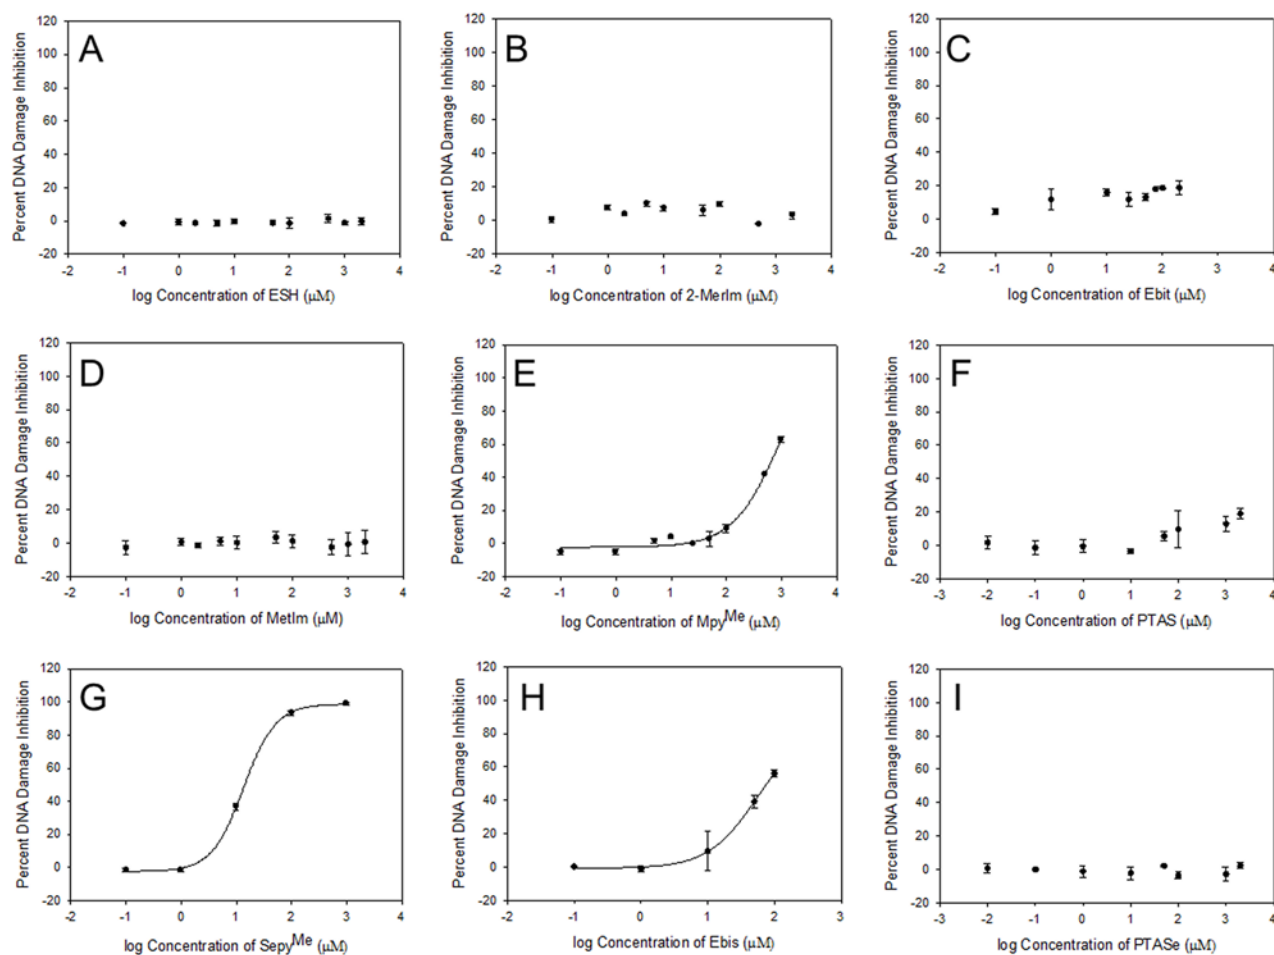 A
Percent DNA Damage Inhibition
120
100
80
60
40
20
0
-20
-2 -1 0 1 2 3 4
log Concentration of ESH (μM)
B
Percent DNA Damage Inhibition
120
100
80
60
40
20
0
-20
-2 -1 0 1 2 3 4
log Concentration of 2-MerIm (μM)
C
Percent DNA Damage Inhibition
120
100
80
60
40
20
0
-20
-2 -1 0 1 2 3 4
log Concentration of Ebit (μM)
D
Percent DNA Damage Inhibition
120
100
80
60
40
20
0
-20
-2 -1 0 1 2 3 4
log Concentration of MetIm (μM)
E
Percent DNA Damage Inhibition
120
100
80
60
40
20
0
-20
-2 -1 0 1 2 3 4
log Concentration of Mpy^Me (μM)
F
Percent DNA Damage Inhibition
120
100
80
60
40
20
0
-20
-3 -2 -1 0 1 2 3 4
log Concentration of PTAS (μM)
G
Percent DNA Damage Inhibition
120
100
80
60
40
20
0
-20
-2 -1 0 1 2 3 4
log Concentration of Sepy^Me (μM)
H
Percent DNA Damage Inhibition
120
100
80
60
40
20
0
-20
-2 -1 0 1 2 3
log Concentration of Ebis (μM)
I
Percent DNA Damage Inhibition
120
100
80
60
40
20
0
-20
-3 -2 -1 0 1 2 3 4
log Concentration of PTASe (μM)